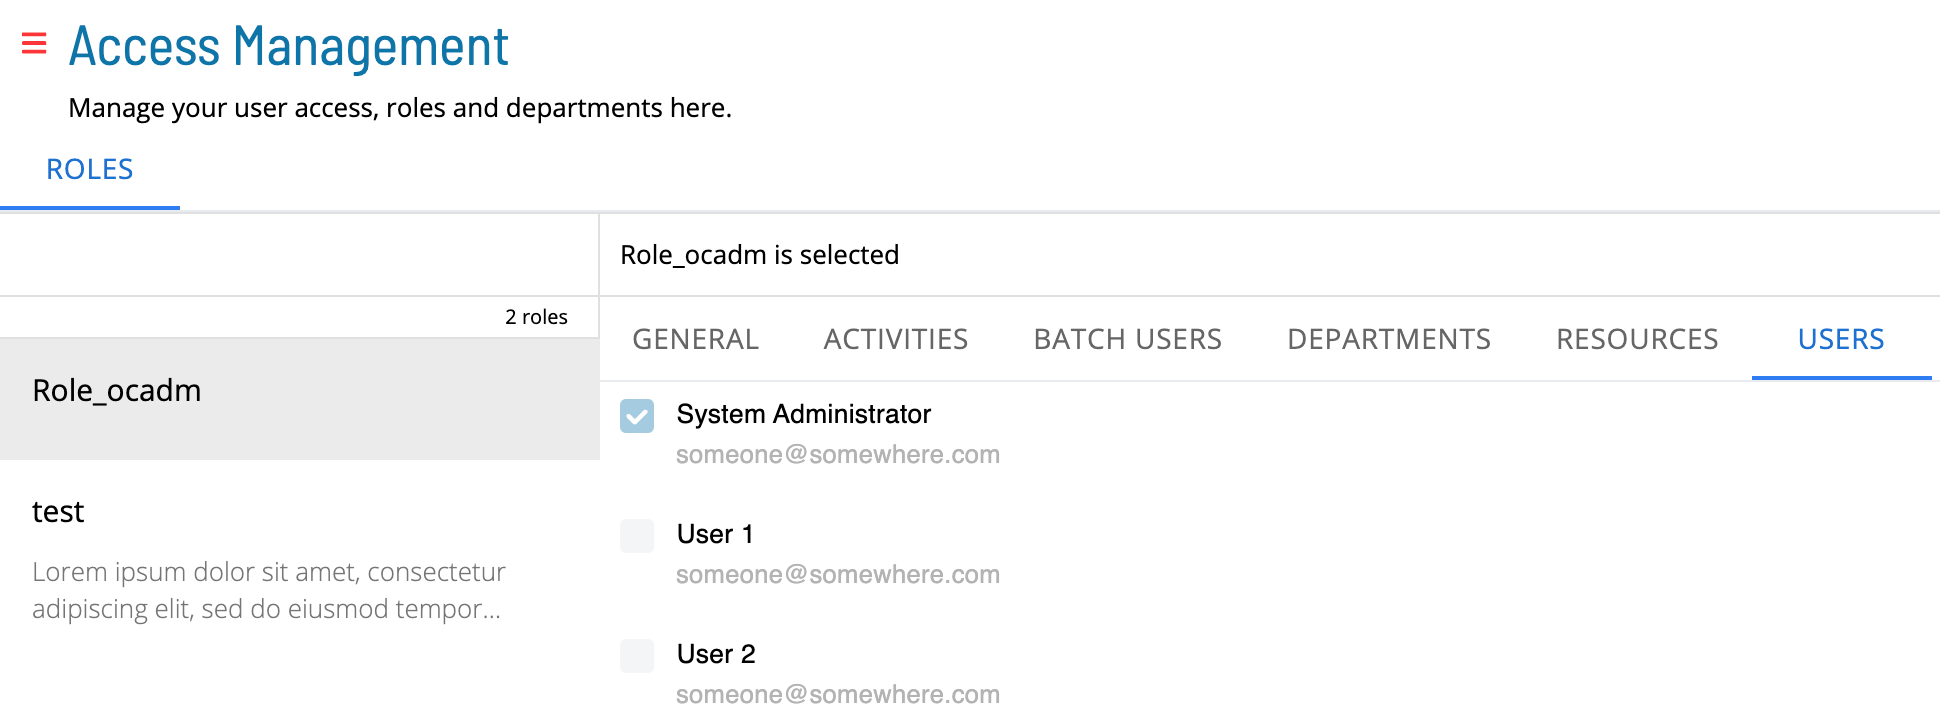 Access Management
Manage your user access, roles and departments here.
ROLES
Role_ocadm is selected
2 roles
GENERAL ACTIVITIES BATCH USERS DEPARTMENTS RESOURCES USERS
Role_ocadm
test
Lorem ipsum dolor sit amet, consectetur
adipiscing elit, sed do eiusmod tempor...
System Administrator
someone@somewhere.com
User 1
someone@somewhere.com
User 2
someone@somewhere.com